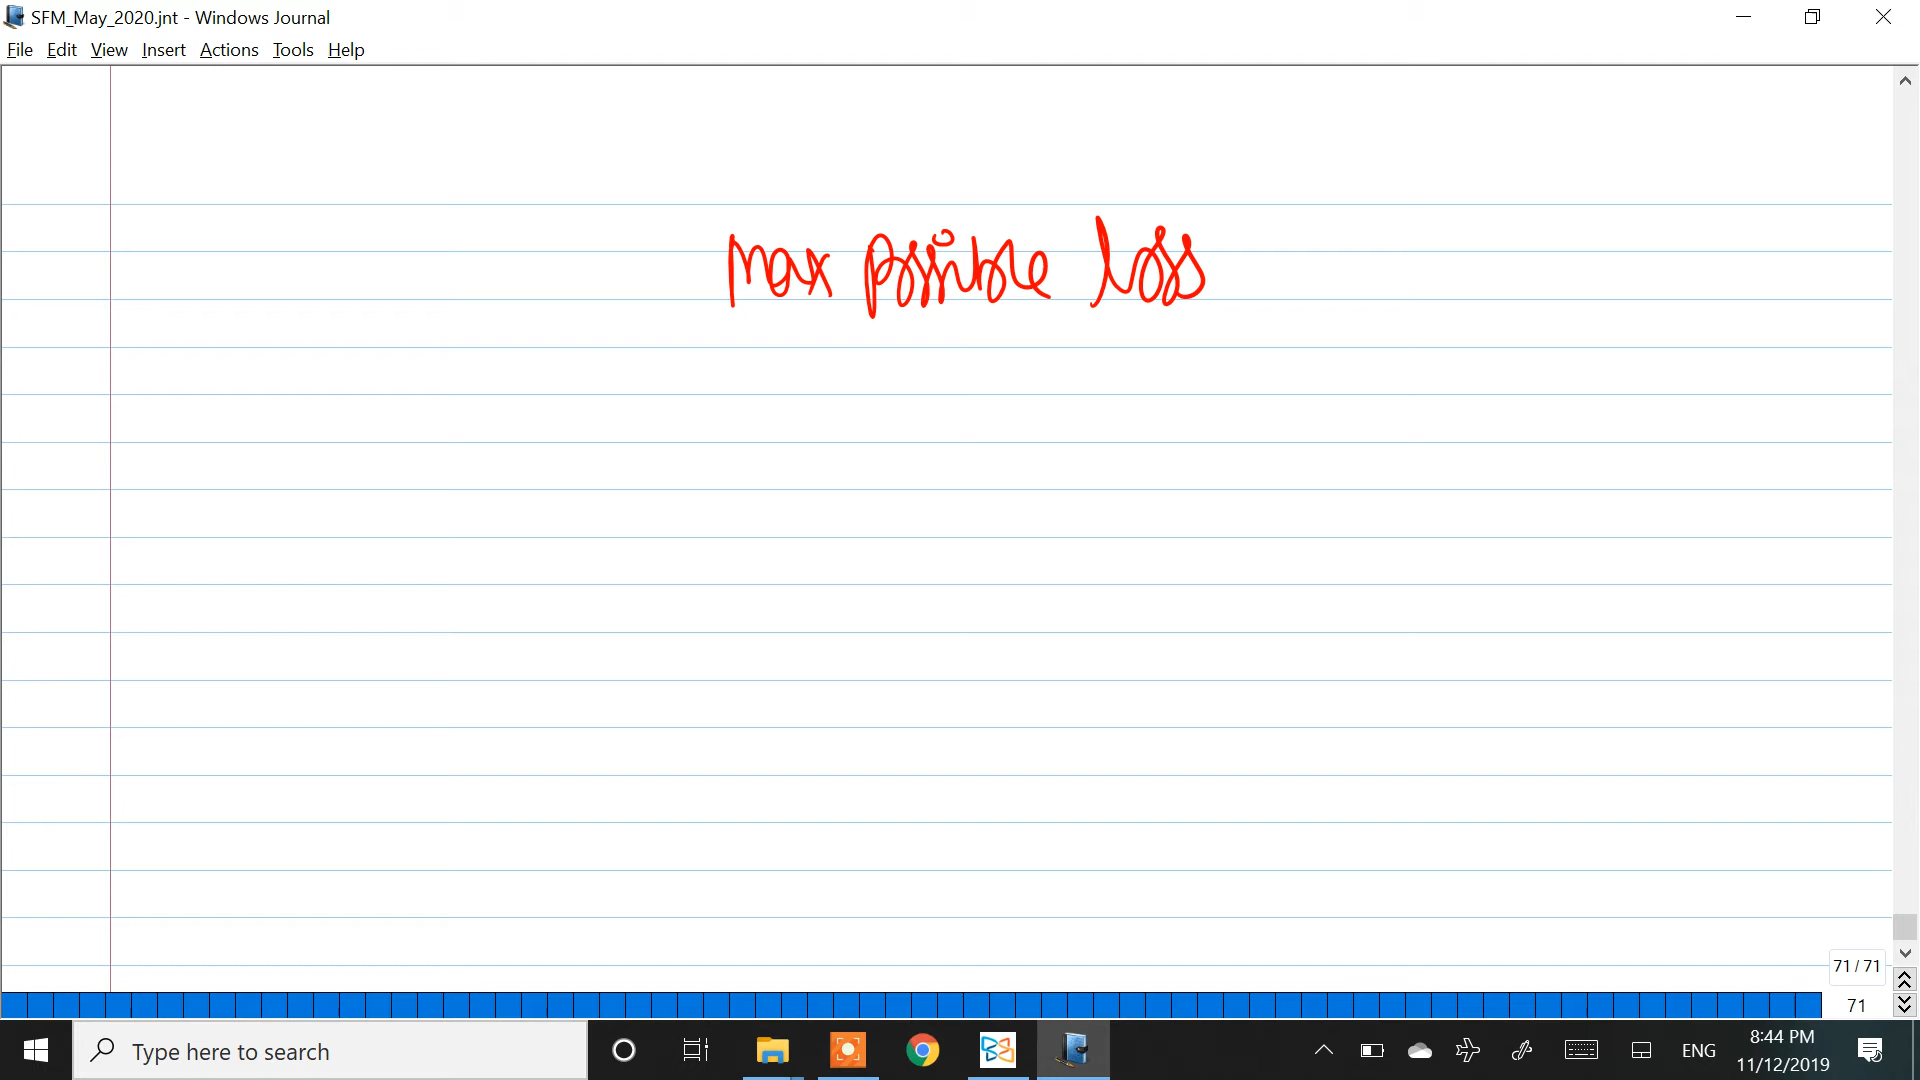 SFM_May_2020.jnt - Windows Journal
File Edit View Insert Actions Tools Help
Max possible loss
71 / 71
71
Type here to search
ENG
8:44 PM
11/12/2019